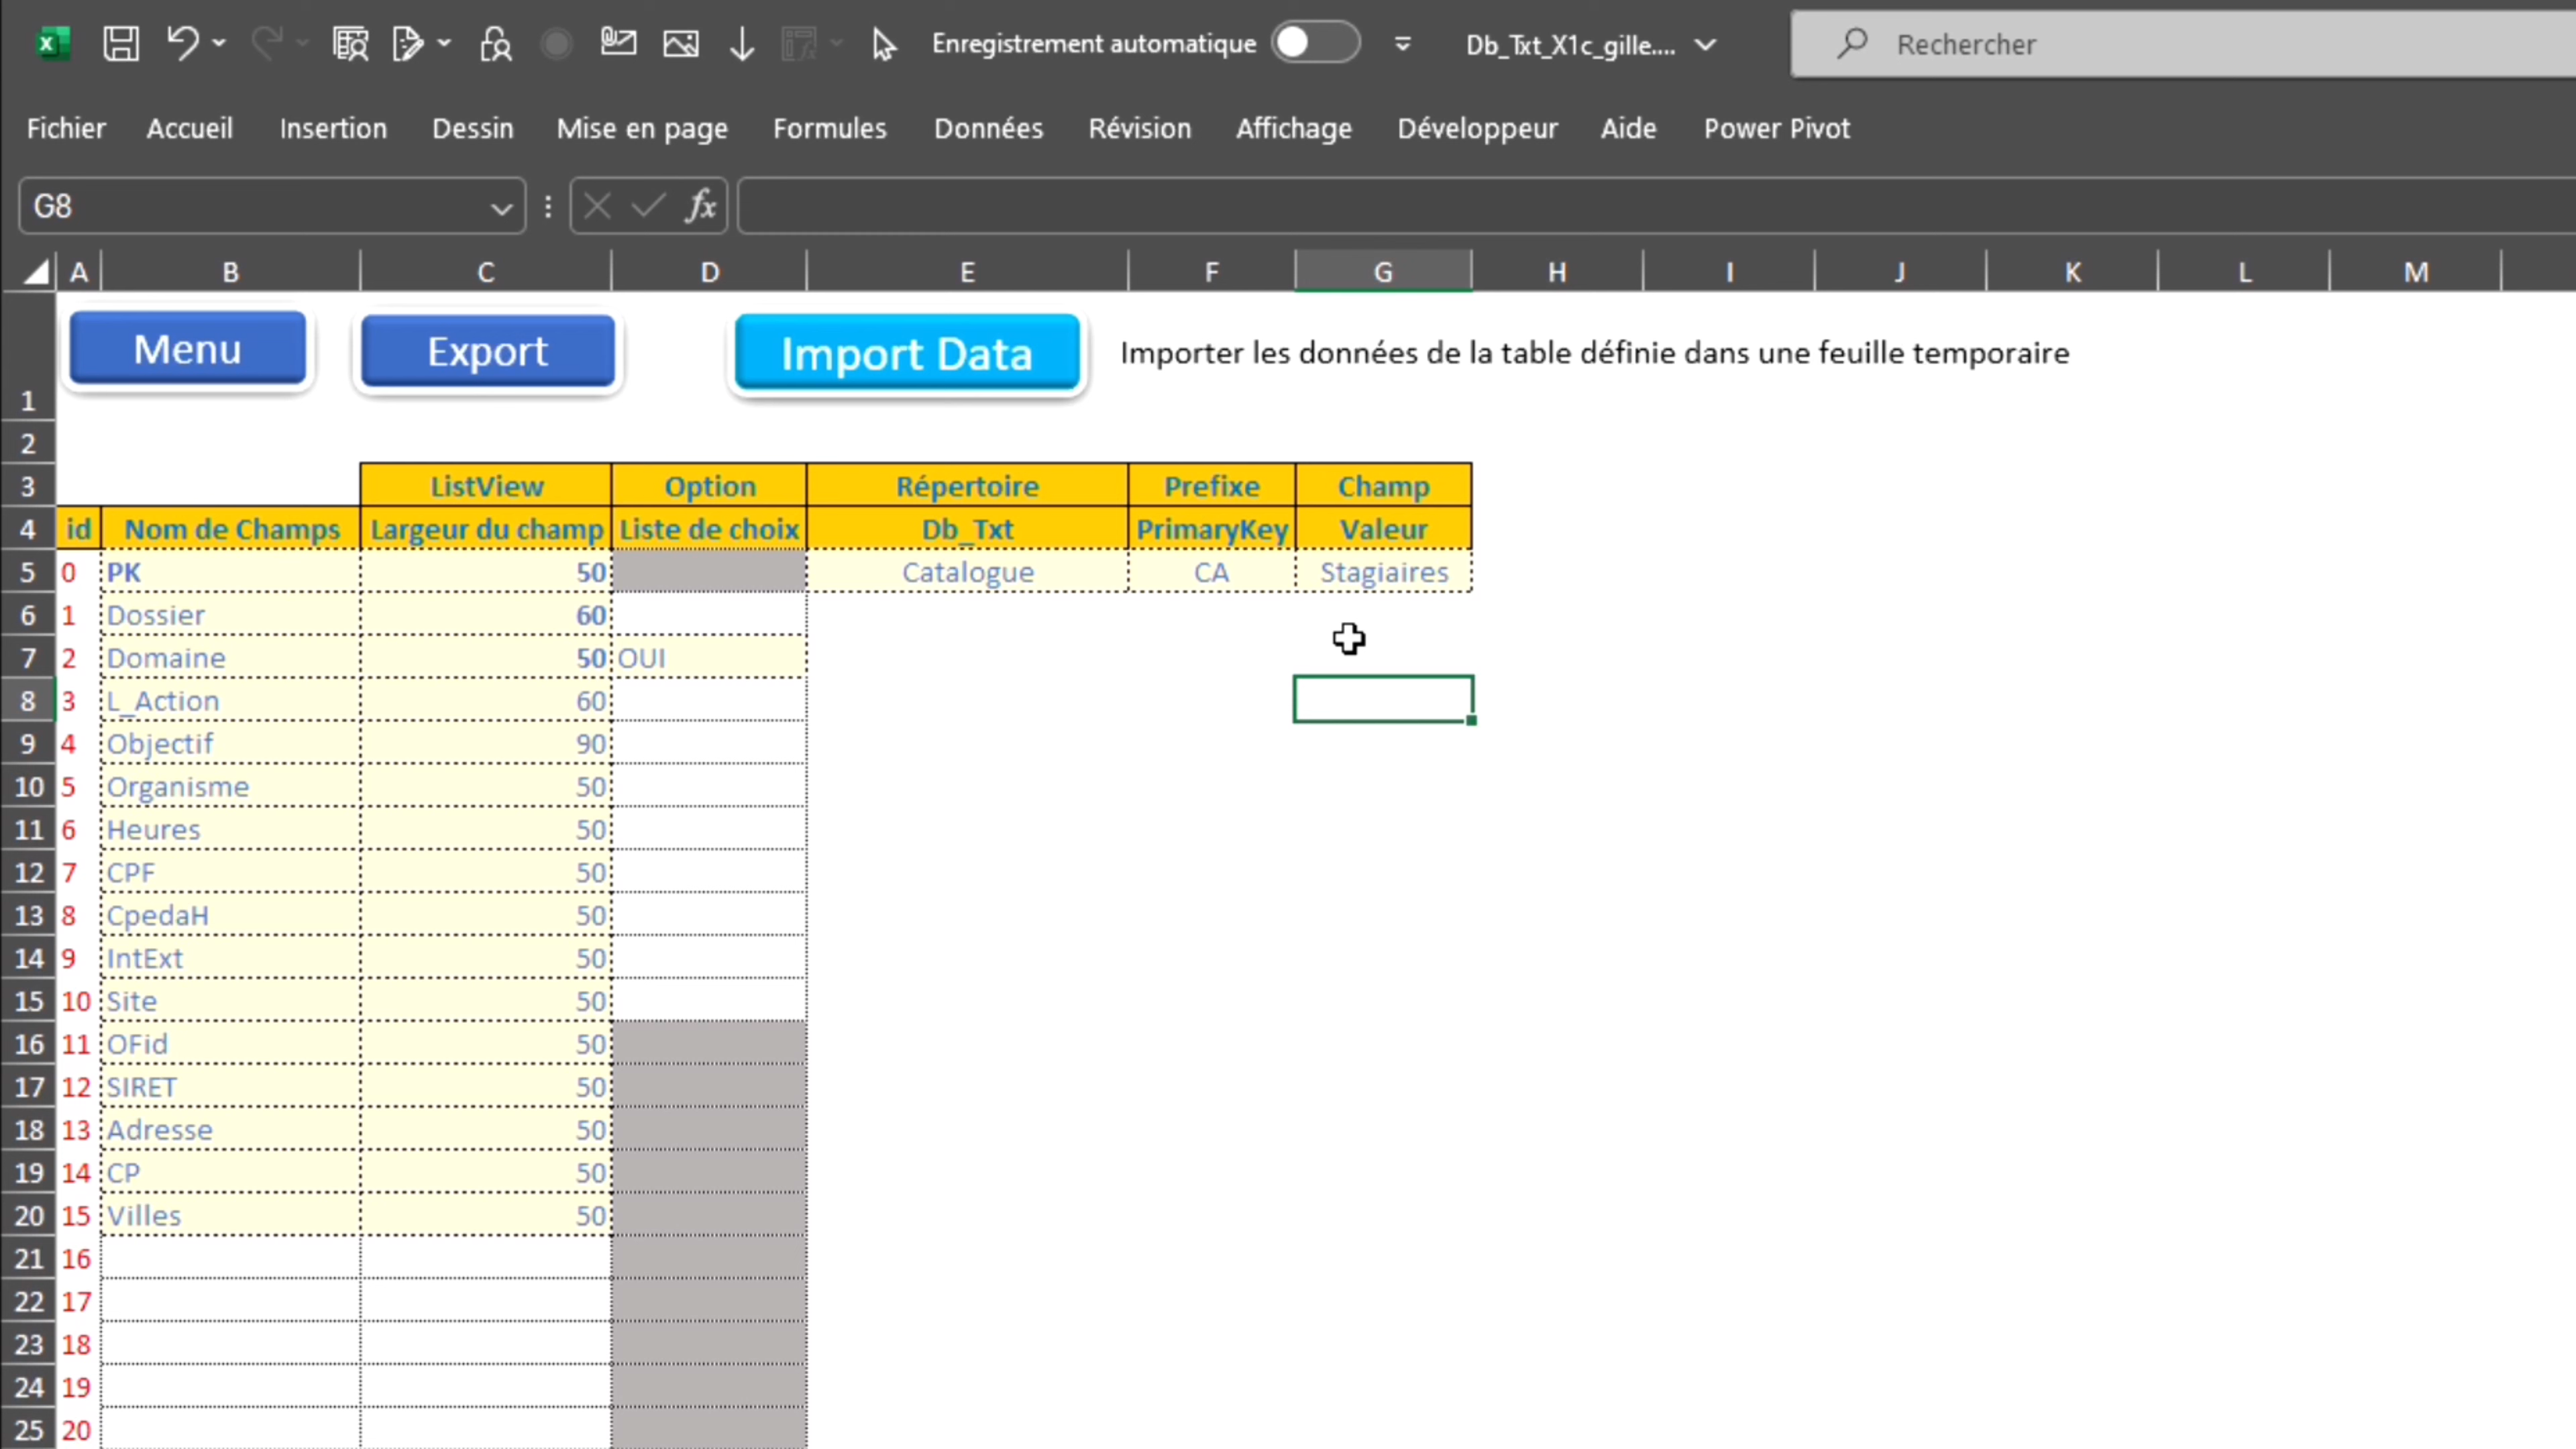 Enregistrement automatique Db_Txt_X1c_gille.... Rechercher
Fichier Accueil Insertion Dessin Mise en page Formules Données Révision Affichage Développeur Aide Power Pivot
G8 fx
A B C D E F G H I J K L M
Menu Export Import Data Importer les données de la table définie dans une feuille temporaire
1
2
3 ListView Option Répertoire Prefixe Champ
4 id Nom de Champs Largeur du champ Liste de choix Db_Txt PrimaryKey Valeur
5 0 PK 50 Catalogue CA Stagiaires
6 1 Dossier 60
7 2 Domaine 50 OUI
8 3 L_Action 60
9 4 Objectif 90
10 5 Organisme 50
11 6 Heures 50
12 7 CPF 50
13 8 CpedaH 50
14 9 IntExt 50
15 10 Site 50
16 11 OFid 50
17 12 SIRET 50
18 13 Adresse 50
19 14 CP 50
20 15 Villes 50
21 16
22 17
23 18
24 19
25 20